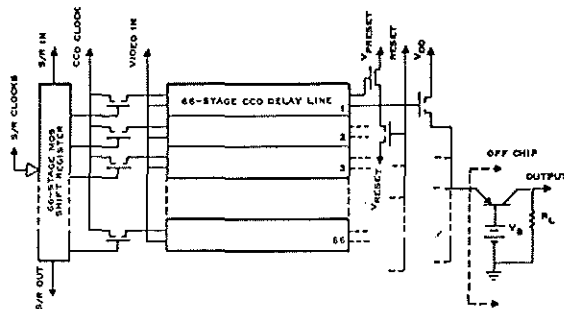 S/R IN
CCD CLOCK
VIDEO IN
V PRESET
RESET
V DD
S/R CLOCKS
66-STAGE MOS
SHIFT REGISTER
66-STAGE CCD DELAY LINE
1
2
3
66
V RESET
OFF CHIP
OUTPUT
V B
R L
S/R OUT